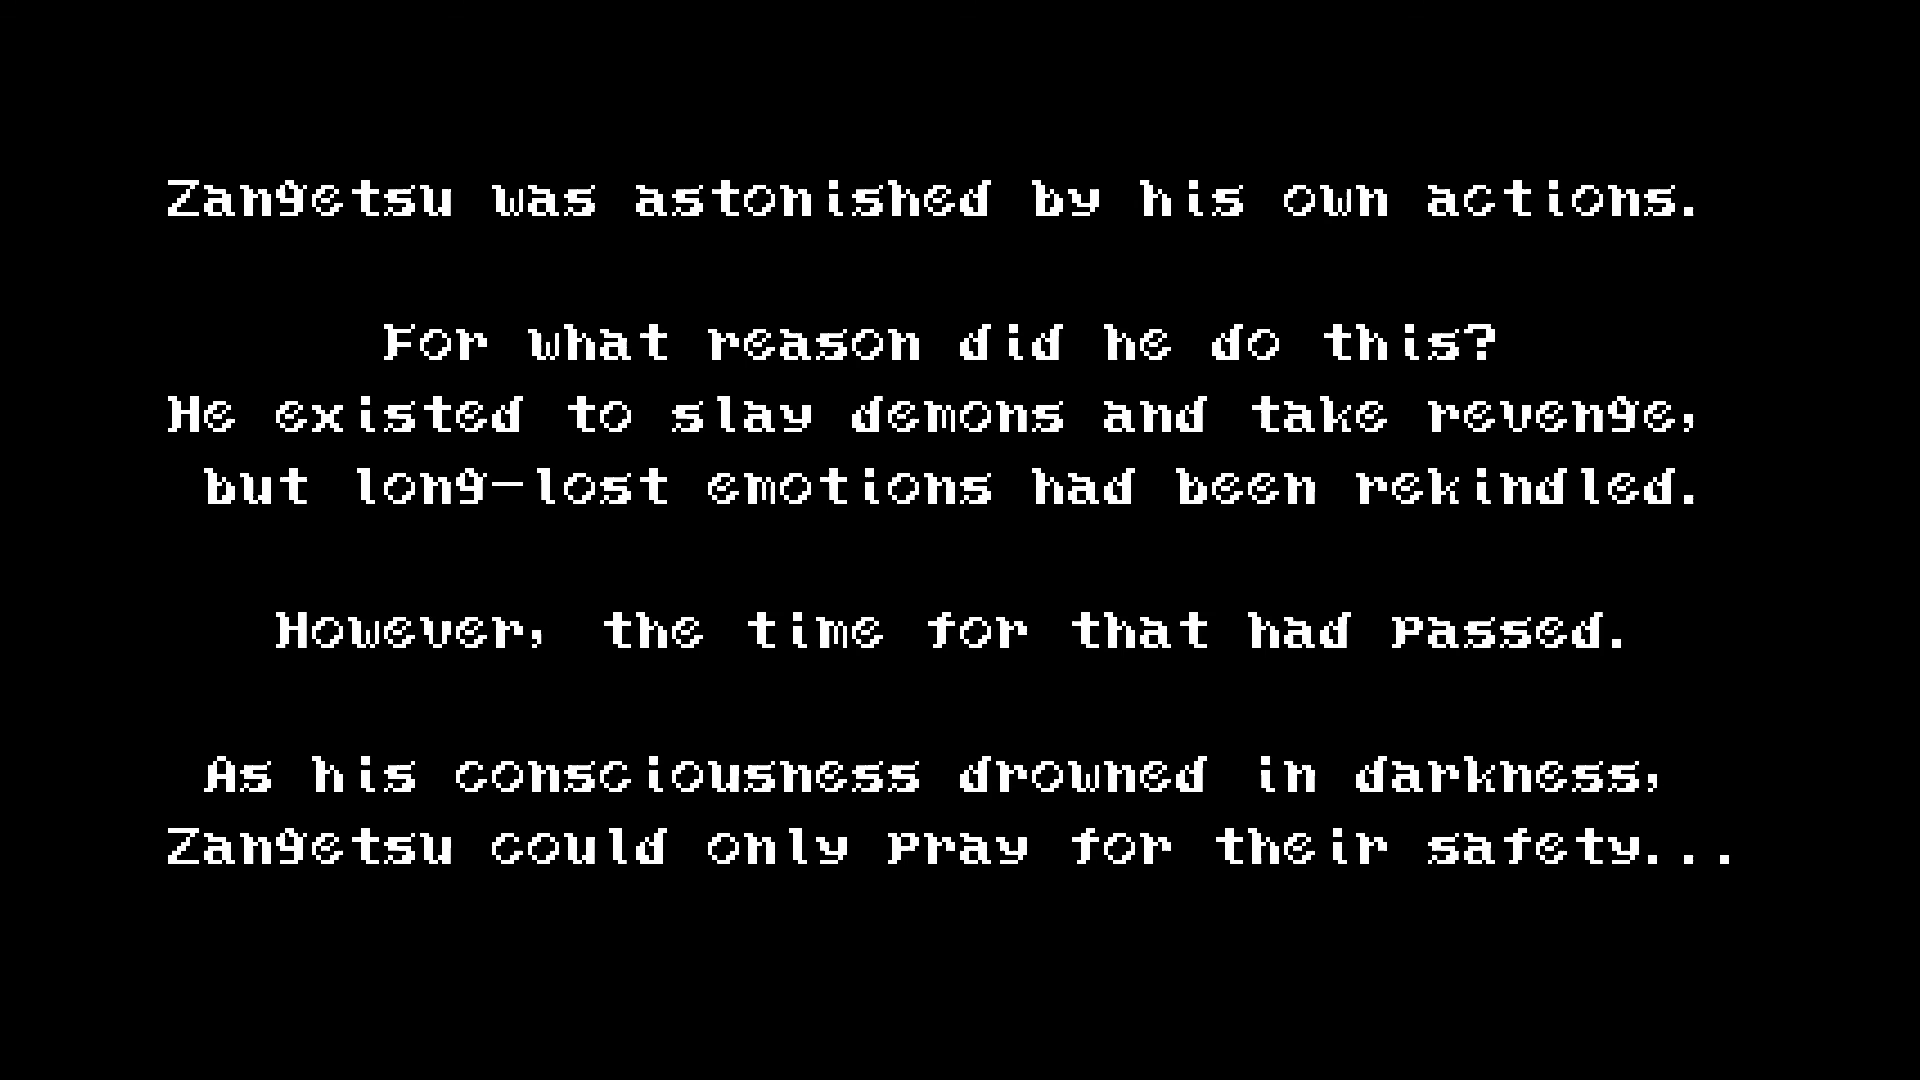 Zangetsu was astonished by his own actions.
For what reason did he do this?
He existed to slay demons and take revenge,
but long-lost emotions had been rekindled.
However, the time for that had passed.
As his consciousness drowned in darkness,
Zangetsu could only pray for their safety...